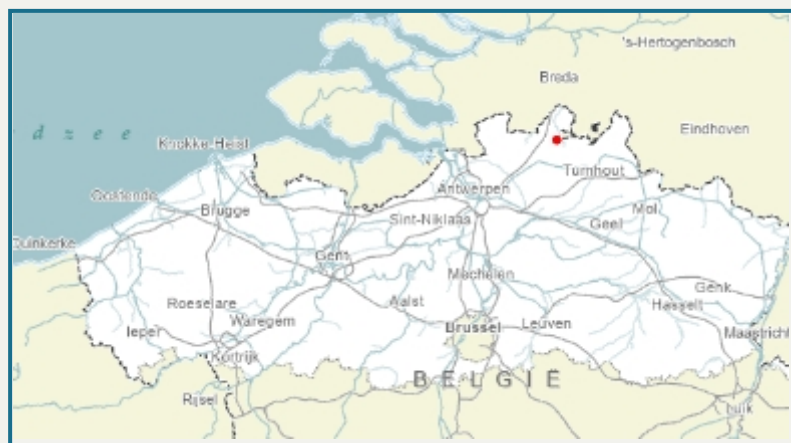 's-Hertogenbosch
Breda
d z e e
Eindhoven
Knokke-Heist
Turnhout
Oostende
Antwerpen
Brugge
Mol
Sint-Niklaas
Geel
Duinkerke
Gent
Mechelen
Genk
Roeselare
Aalst
Hasselt
Ieper
Waregem
Brussel
Leuven
Maastricht
Kortrijk
BELGIË
Rijsel
Luik